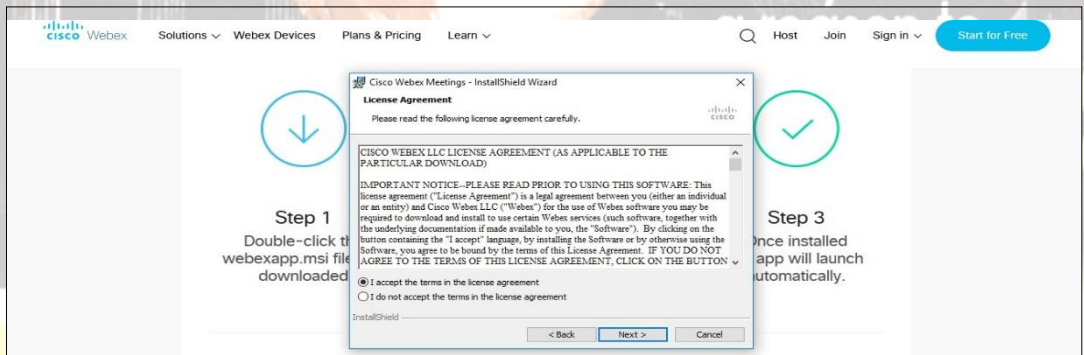 CISCO Webex Solutions Webex Devices Plans & Pricing Learn Host Join Sign in Start for Free
Cisco Webex Meetings - InstallShield Wizard
License Agreement
Please read the following license agreement carefully.
CISCO
CISCO WEBEX LLC LICENSE AGREEMENT (AS APPLICABLE TO THE
PARTICULAR DOWNLOAD)
IMPORTANT NOTICE--PLEASE READ PRIOR TO USING THIS SOFTWARE: This
license agreement ("License Agreement") is a legal agreement between you (either an individual
or an entity) and Cisco Webex LLC ("Webex") for the use of Webex software you may be
required to download and install to use certain Webex services (such software, together with
the underlying documentation if made available to you, the "Software"). By clicking on the
button containing the "I accept" language, by installing the Software or by otherwise using the
Software, you agree to be bound by the terms of this License Agreement. IF YOU DO NOT
AGREE TO THE TERMS OF THIS LICENSE AGREEMENT, CLICK ON THE BUTTON
I accept the terms in the license agreement
I do not accept the terms in the license agreement
InstallShield
< Back Next > Cancel
Step 1
Double-click
webexapp.msi
downloaded
Step 3
installed
app will launch